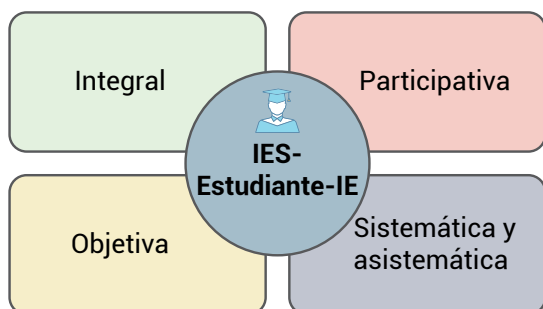 Integral
Participativa
IES-
Estudiante-IE
Objetiva
Sistemática y
asistemática